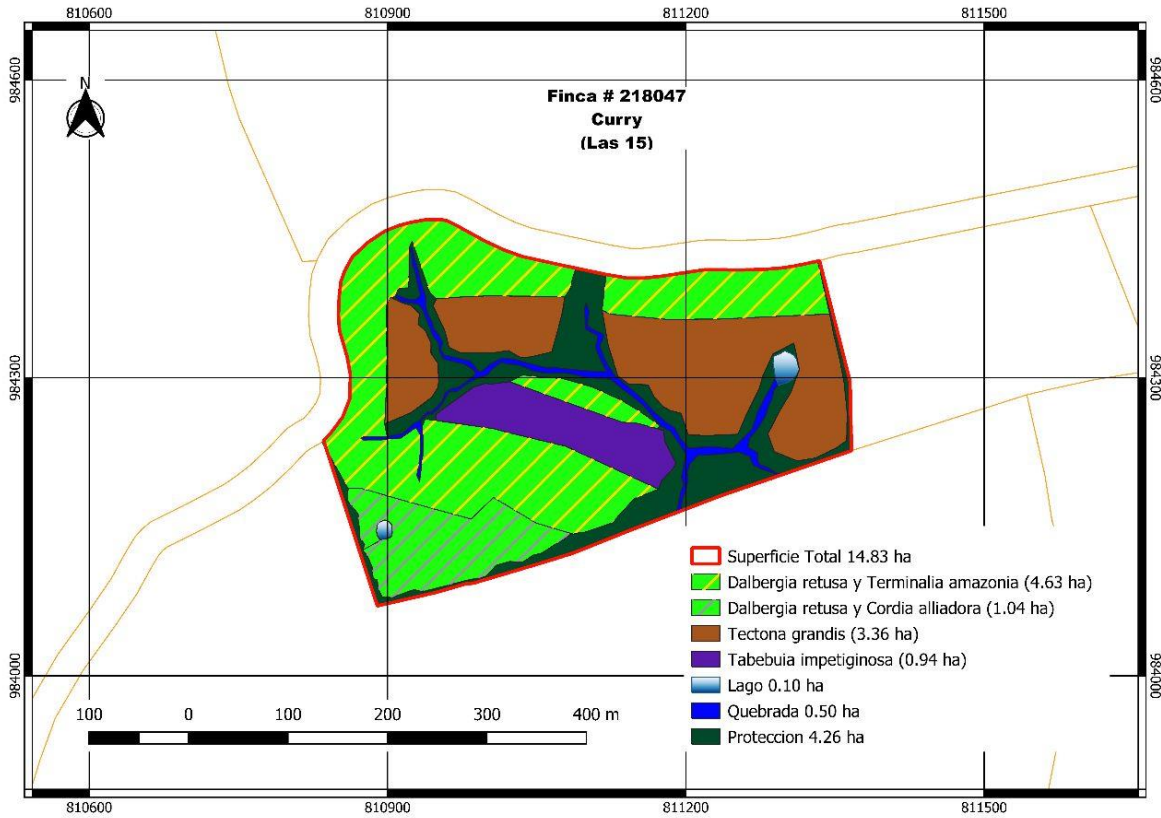 810600 810900 811200 811500
984600 984600
N
Finca # 218047
Curry
(Las 15)
984300 984300
Superficie Total 14.83 ha
Dalbergia retusa y Terminalia amazonia (4.63 ha)
Dalbergia retusa y Cordia alliadora (1.04 ha)
Tectona grandis (3.36 ha)
Tabebuia impetiginosa (0.94 ha)
Lago 0.10 ha
Quebrada 0.50 ha
Proteccion 4.26 ha
984000 984000
100 0 100 200 300 400 m
810600 810900 811200 811500